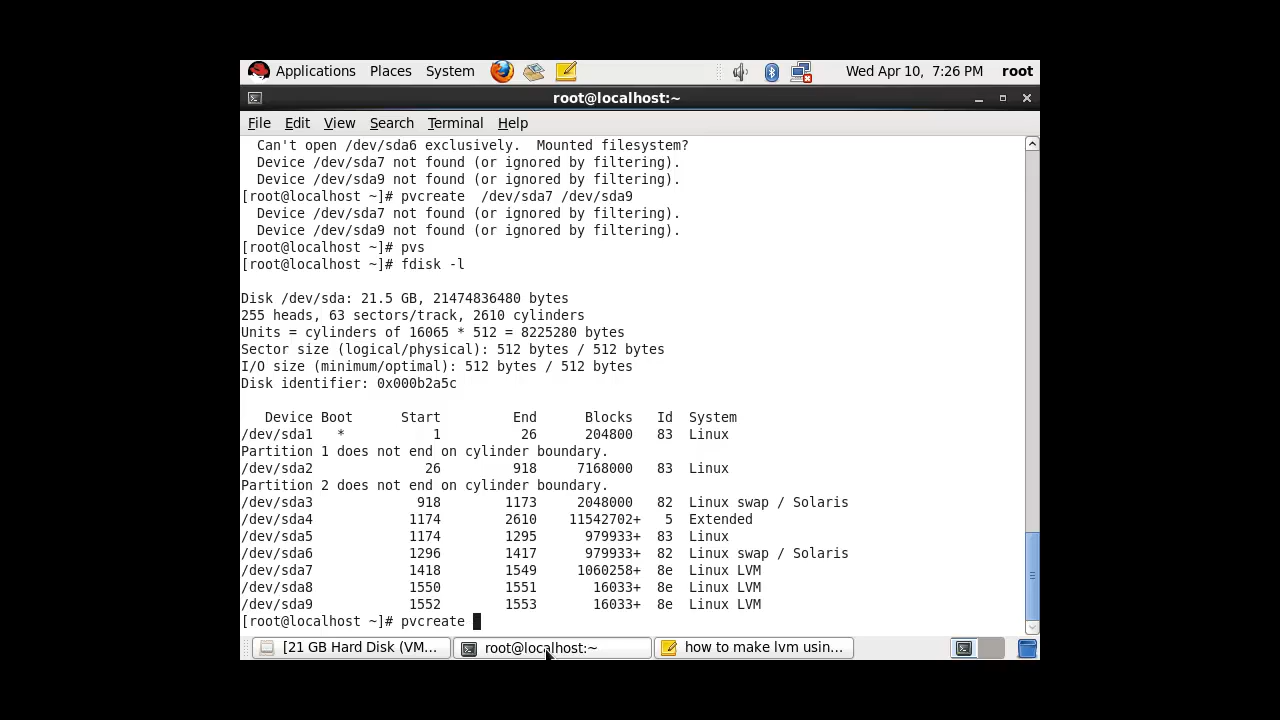 Applications Places System Wed Apr 10, 7:26 PM root
root@localhost:~
File Edit View Search Terminal Help
Can't open /dev/sda6 exclusively.  Mounted filesystem?
Device /dev/sda7 not found (or ignored by filtering).
Device /dev/sda9 not found (or ignored by filtering).
[root@localhost ~]# pvcreate  /dev/sda7 /dev/sda9
Device /dev/sda7 not found (or ignored by filtering).
Device /dev/sda9 not found (or ignored by filtering).
[root@localhost ~]# pvs
[root@localhost ~]# fdisk -l
Disk /dev/sda: 21.5 GB, 21474836480 bytes
255 heads, 63 sectors/track, 2610 cylinders
Units = cylinders of 16065 * 512 = 8225280 bytes
Sector size (logical/physical): 512 bytes / 512 bytes
I/O size (minimum/optimal): 512 bytes / 512 bytes
Disk identifier: 0x000b2a5c
Device Boot      Start         End      Blocks   Id  System
/dev/sda1   *           1          26      204800   83  Linux
Partition 1 does not end on cylinder boundary.
/dev/sda2              26         918     7168000   83  Linux
Partition 2 does not end on cylinder boundary.
/dev/sda3             918        1173     2048000   82  Linux swap / Solaris
/dev/sda4            1174        2610    11542702+   5  Extended
/dev/sda5            1174        1295      979933+  83  Linux
/dev/sda6            1296        1417      979933+  82  Linux swap / Solaris
/dev/sda7            1418        1549     1060258+  8e  Linux LVM
/dev/sda8            1550        1551       16033+  8e  Linux LVM
/dev/sda9            1552        1553       16033+  8e  Linux LVM
[root@localhost ~]# pvcreate
[21 GB Hard Disk (VM... root@localhost:~ how to make lvm usin...